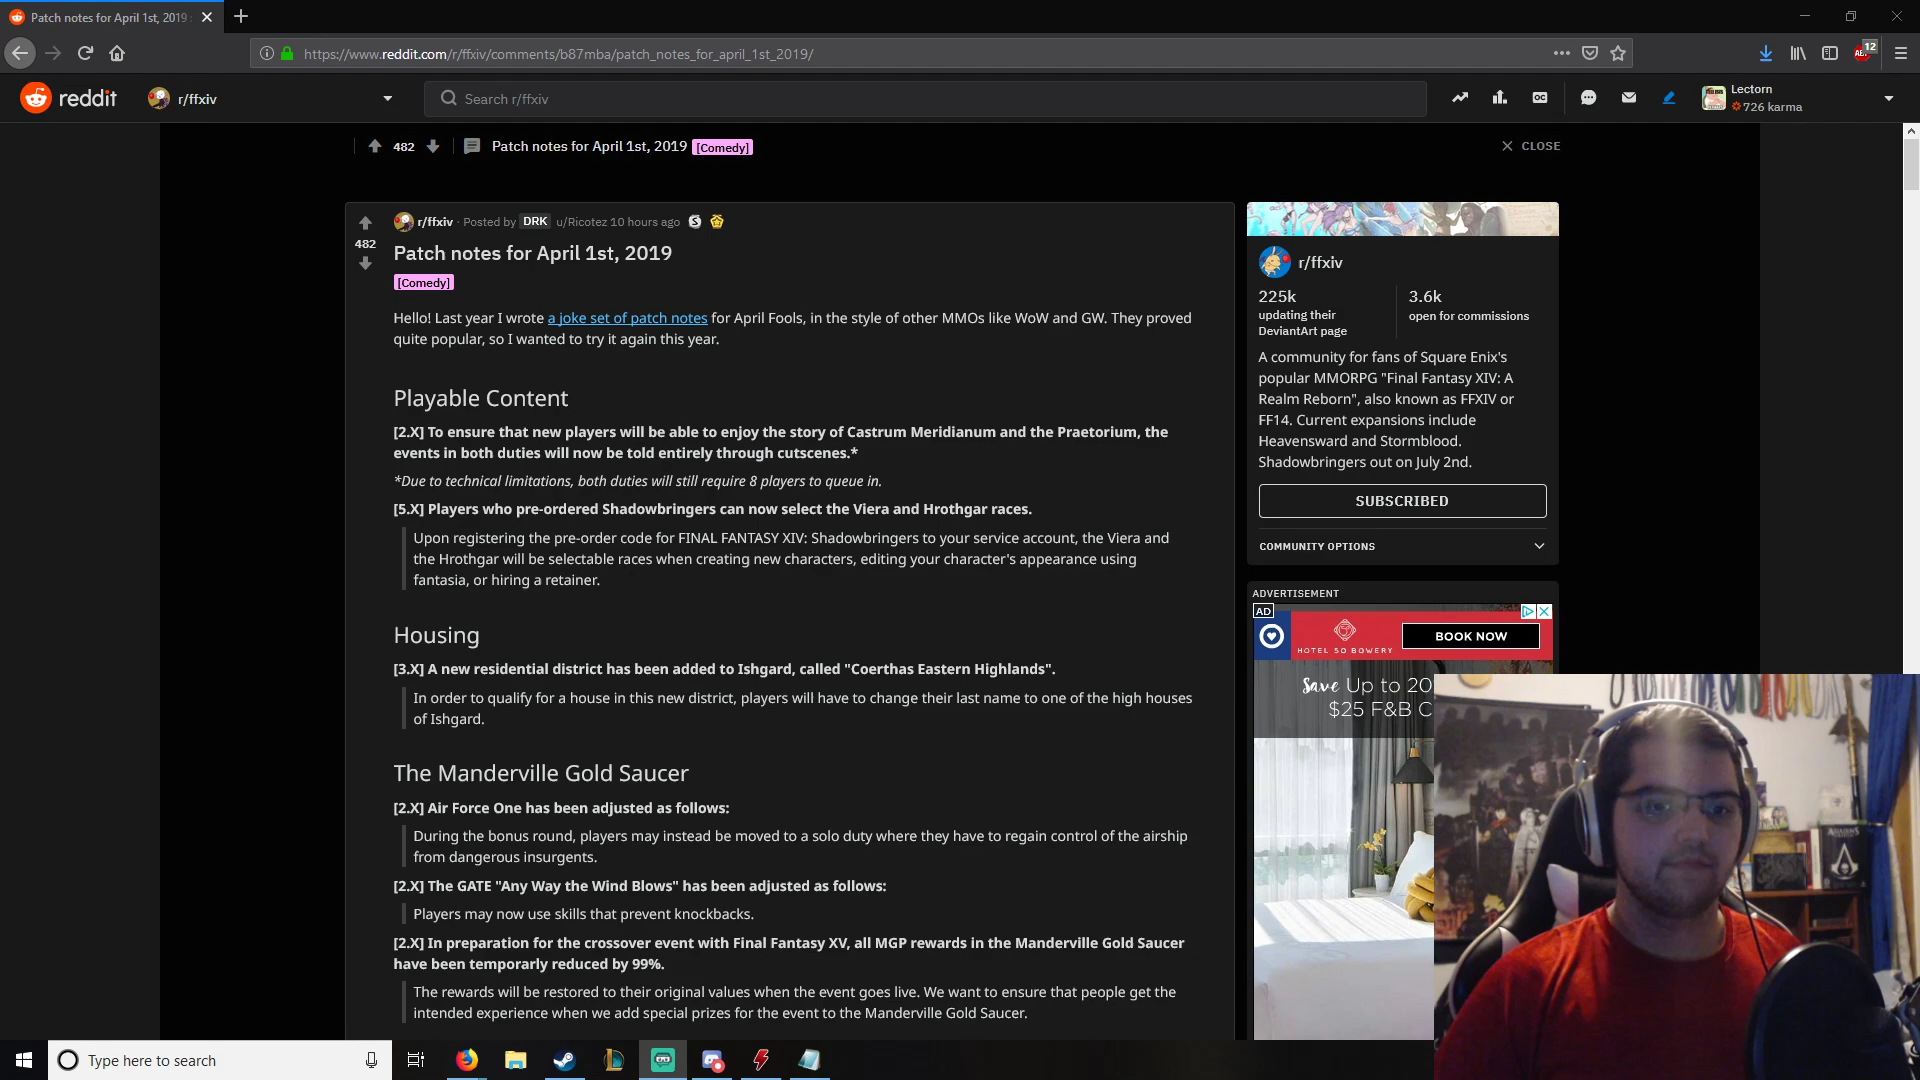 Patch notes for April 1st, 2019
https://www.reddit.com/r/ffxiv/comments/b87mba/patch_notes_for_april_1st_2019/
12
reddit
r/ffxiv
Search r/ffxiv
Lectorn
726 karma
482
Patch notes for April 1st, 2019 [Comedy]
CLOSE
r/ffxiv · Posted by DRK u/Ricotez 10 hours ago
482
Patch notes for April 1st, 2019
[Comedy]
Hello! Last year I wrote a joke set of patch notes for April Fools, in the style of other MMOs like WoW and GW. They proved
quite popular, so I wanted to try it again this year.
Playable Content
[2.X] To ensure that new players will be able to enjoy the story of Castrum Meridianum and the Praetorium, the
events in both duties will now be told entirely through cutscenes.*
*Due to technical limitations, both duties will still require 8 players to queue in.
[5.X] Players who pre-ordered Shadowbringers can now select the Viera and Hrothgar races.
Upon registering the pre-order code for FINAL FANTASY XIV: Shadowbringers to your service account, the Viera and
the Hrothgar will be selectable races when creating new characters, editing your character's appearance using
fantasia, or hiring a retainer.
Housing
[3.X] A new residential district has been added to Ishgard, called "Coerthas Eastern Highlands".
In order to qualify for a house in this new district, players will have to change their last name to one of the high houses
of Ishgard.
The Manderville Gold Saucer
[2.X] Air Force One has been adjusted as follows:
During the bonus round, players may instead be moved to a solo duty where they have to regain control of the airship
from dangerous insurgents.
[2.X] The GATE "Any Way the Wind Blows" has been adjusted as follows:
Players may now use skills that prevent knockbacks.
[2.X] In preparation for the crossover event with Final Fantasy XV, all MGP rewards in the Manderville Gold Saucer
have been temporarly reduced by 99%.
The rewards will be restored to their original values when the event goes live. We want to ensure that people get the
intended experience when we add special prizes for the event to the Manderville Gold Saucer.
r/ffxiv
225k
updating their
DeviantArt page
3.6k
open for commissions
A community for fans of Square Enix's
popular MMORPG "Final Fantasy XIV: A
Realm Reborn", also known as FFXIV or
FF14. Current expansions include
Heavensward and Stormblood.
Shadowbringers out on July 2nd.
SUBSCRIBED
COMMUNITY OPTIONS
ADVERTISEMENT
AD
HOTEL 50 BOWERY
BOOK NOW
Save Up to 20
$25 F&B C
Type here to search